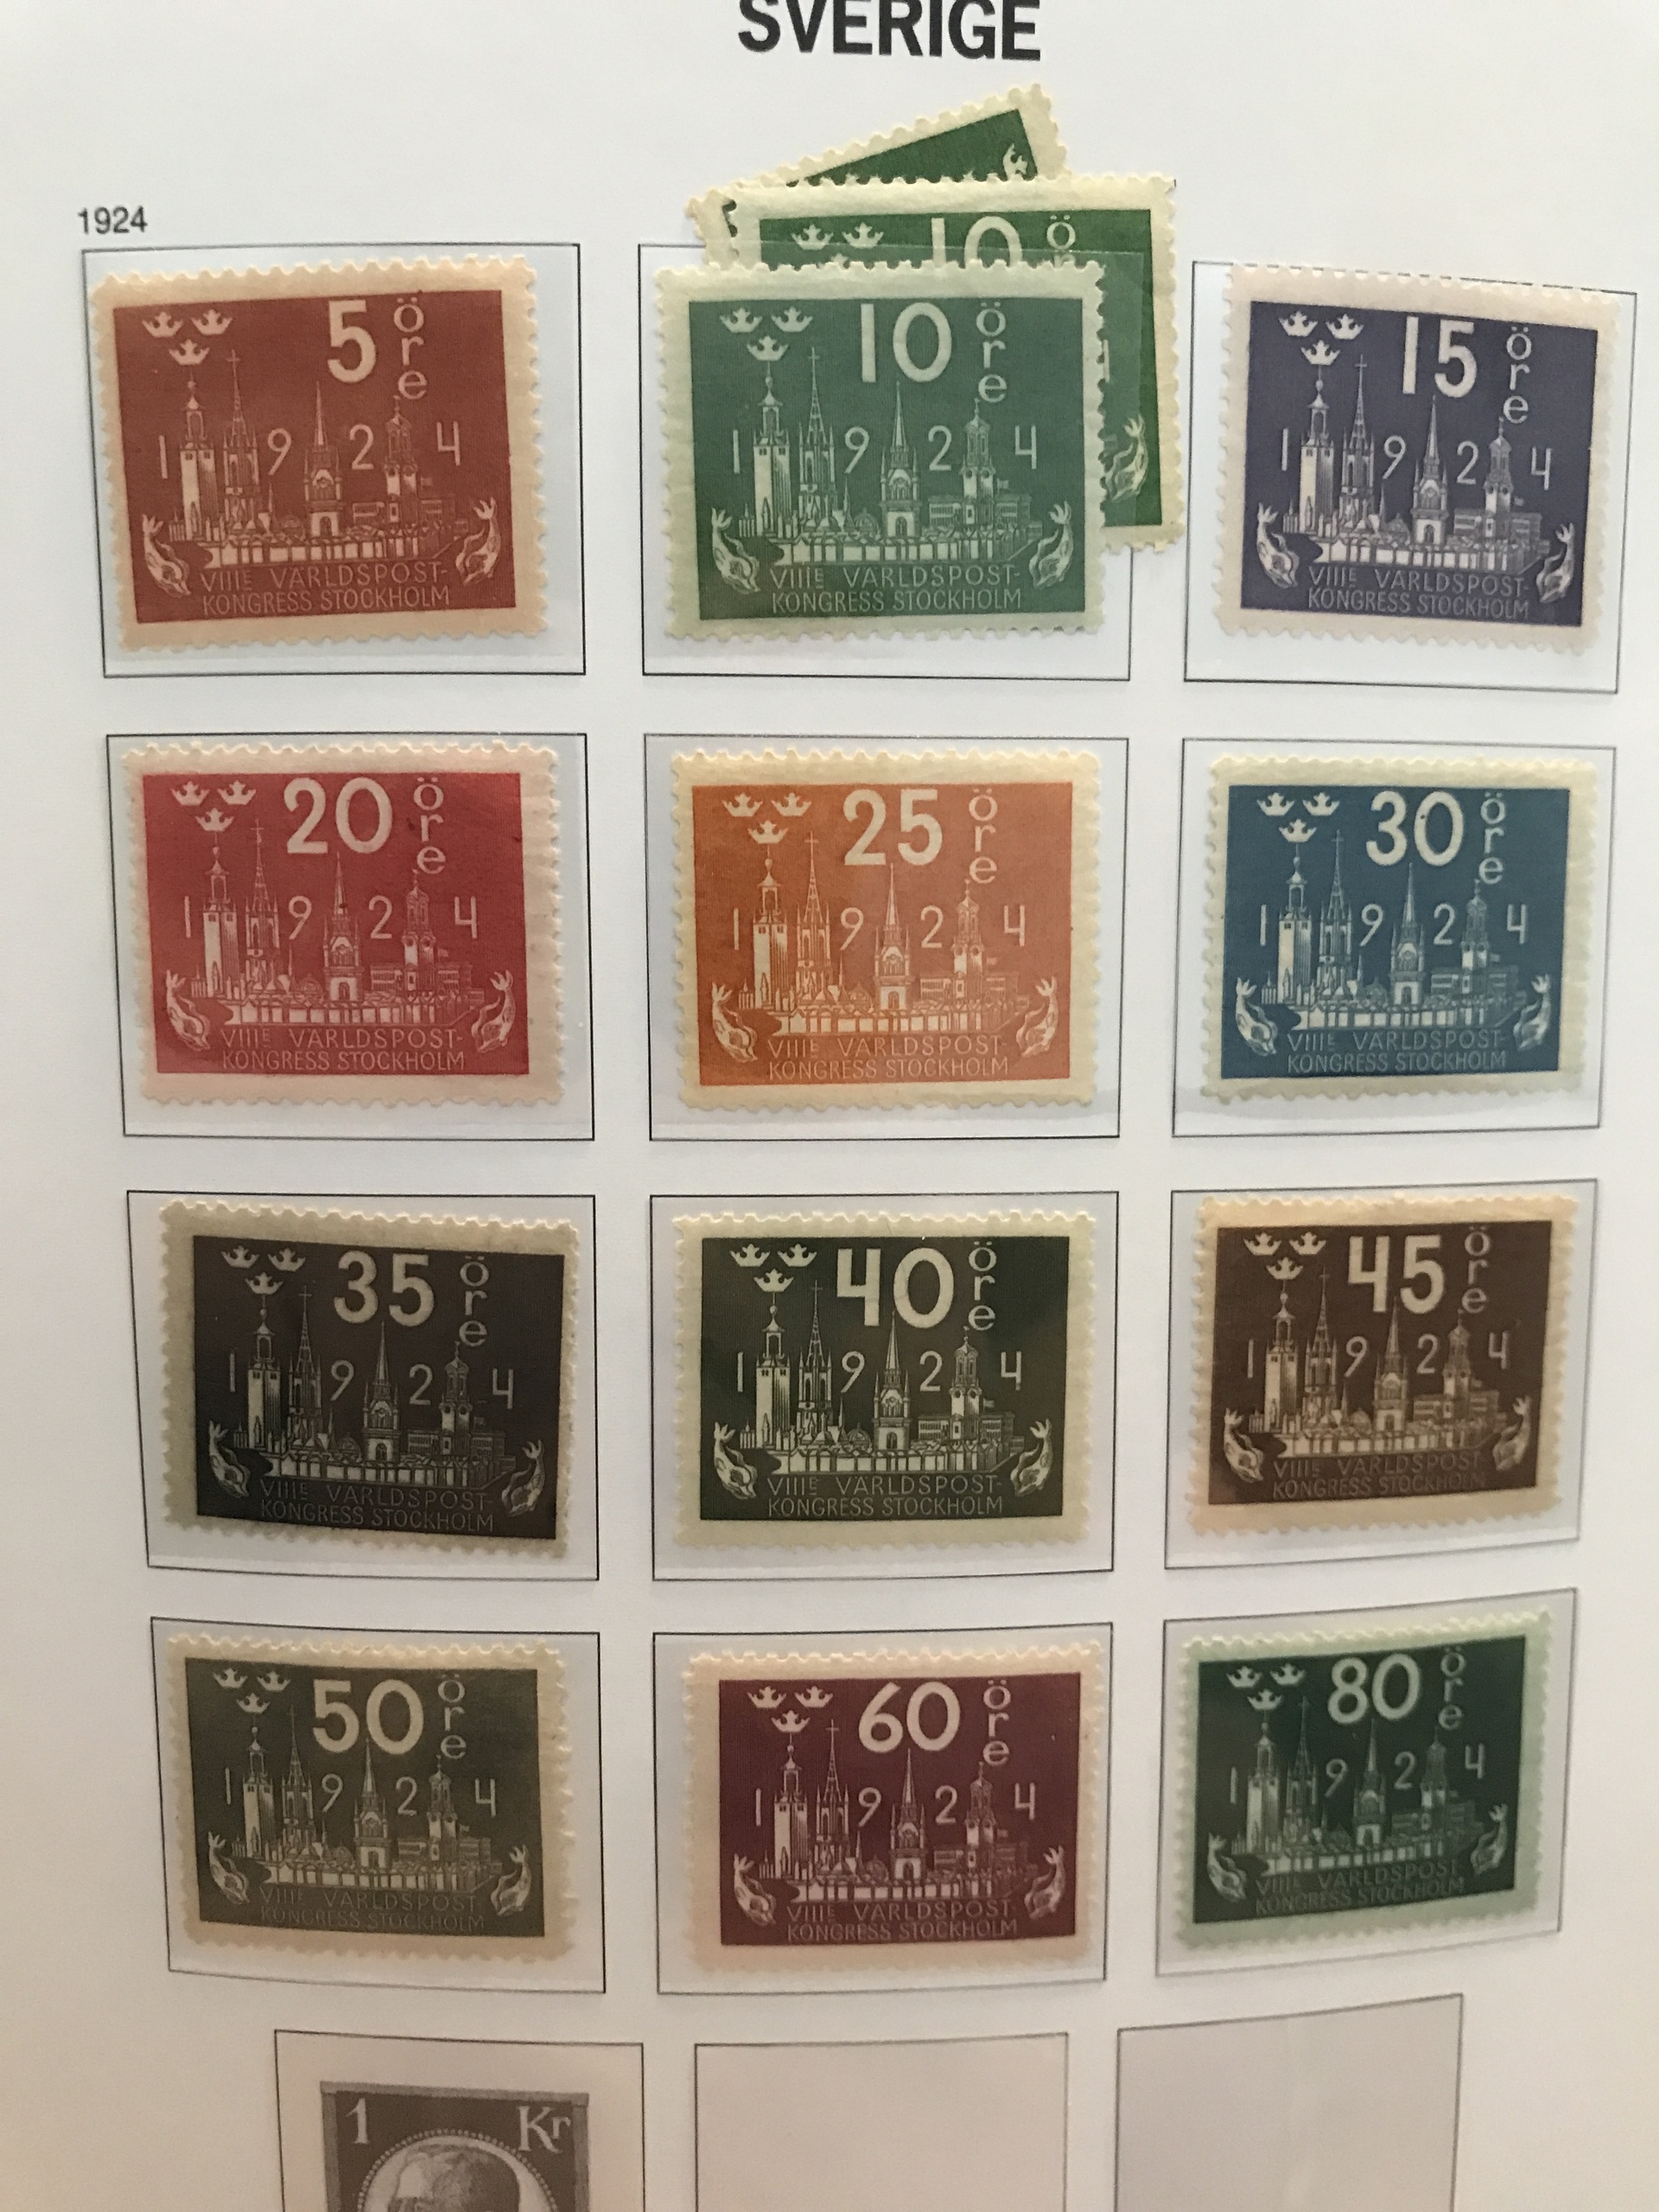 SVERIGE
1924
10 ö
5 öre
1924
VIIIE VÄRLDSPOST-
KONGRESS STOCKHOLM
10 öre
1924
VIIIE VÄRLDSPOST-
KONGRESS STOCKHOLM
15 öre
1924
VIIIE VÄRLDSPOST-
KONGRESS STOCKHOLM
20 öre
1924
VIIIE VÄRLDSPOST-
KONGRESS STOCKHOLM
25 öre
1924
VIIIE VÄRLDSPOST-
KONGRESS STOCKHOLM
30 öre
1924
VIIIE VÄRLDSPOST-
KONGRESS STOCKHOLM
35 öre
1924
VIIIE VÄRLDSPOST-
KONGRESS STOCKHOLM
40 öre
1924
VIIIE VÄRLDSPOST-
KONGRESS STOCKHOLM
45 öre
1924
VIIIE VÄRLDSPOST-
KONGRESS STOCKHOLM
50 öre
1924
VIIIE VÄRLDSPOST-
KONGRESS STOCKHOLM
60 öre
1924
VIIIE VÄRLDSPOST-
KONGRESS STOCKHOLM
80 öre
1924
VIIIE VÄRLDSPOST-
KONGRESS STOCKHOLM
1 Kr